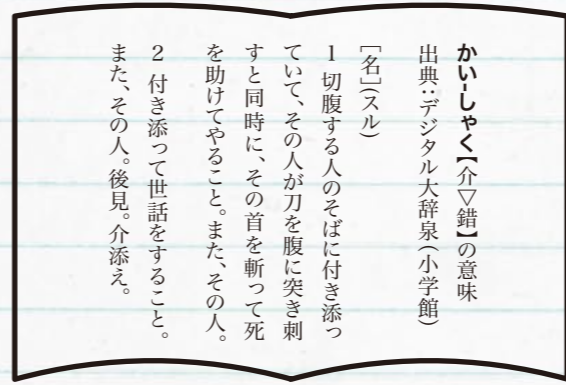 かい‐しゃく【介▽錯】の意味
出典:デジタル大辞泉(小学館)
[名](スル)
1 切腹する人のそばに付き添っ
ていて、その人が刀を腹に突き刺
すと同時に、その首を斬って死
を助けてやること。また、その人。
2 付き添って世話をすること。
また、その人。後見。介添え。